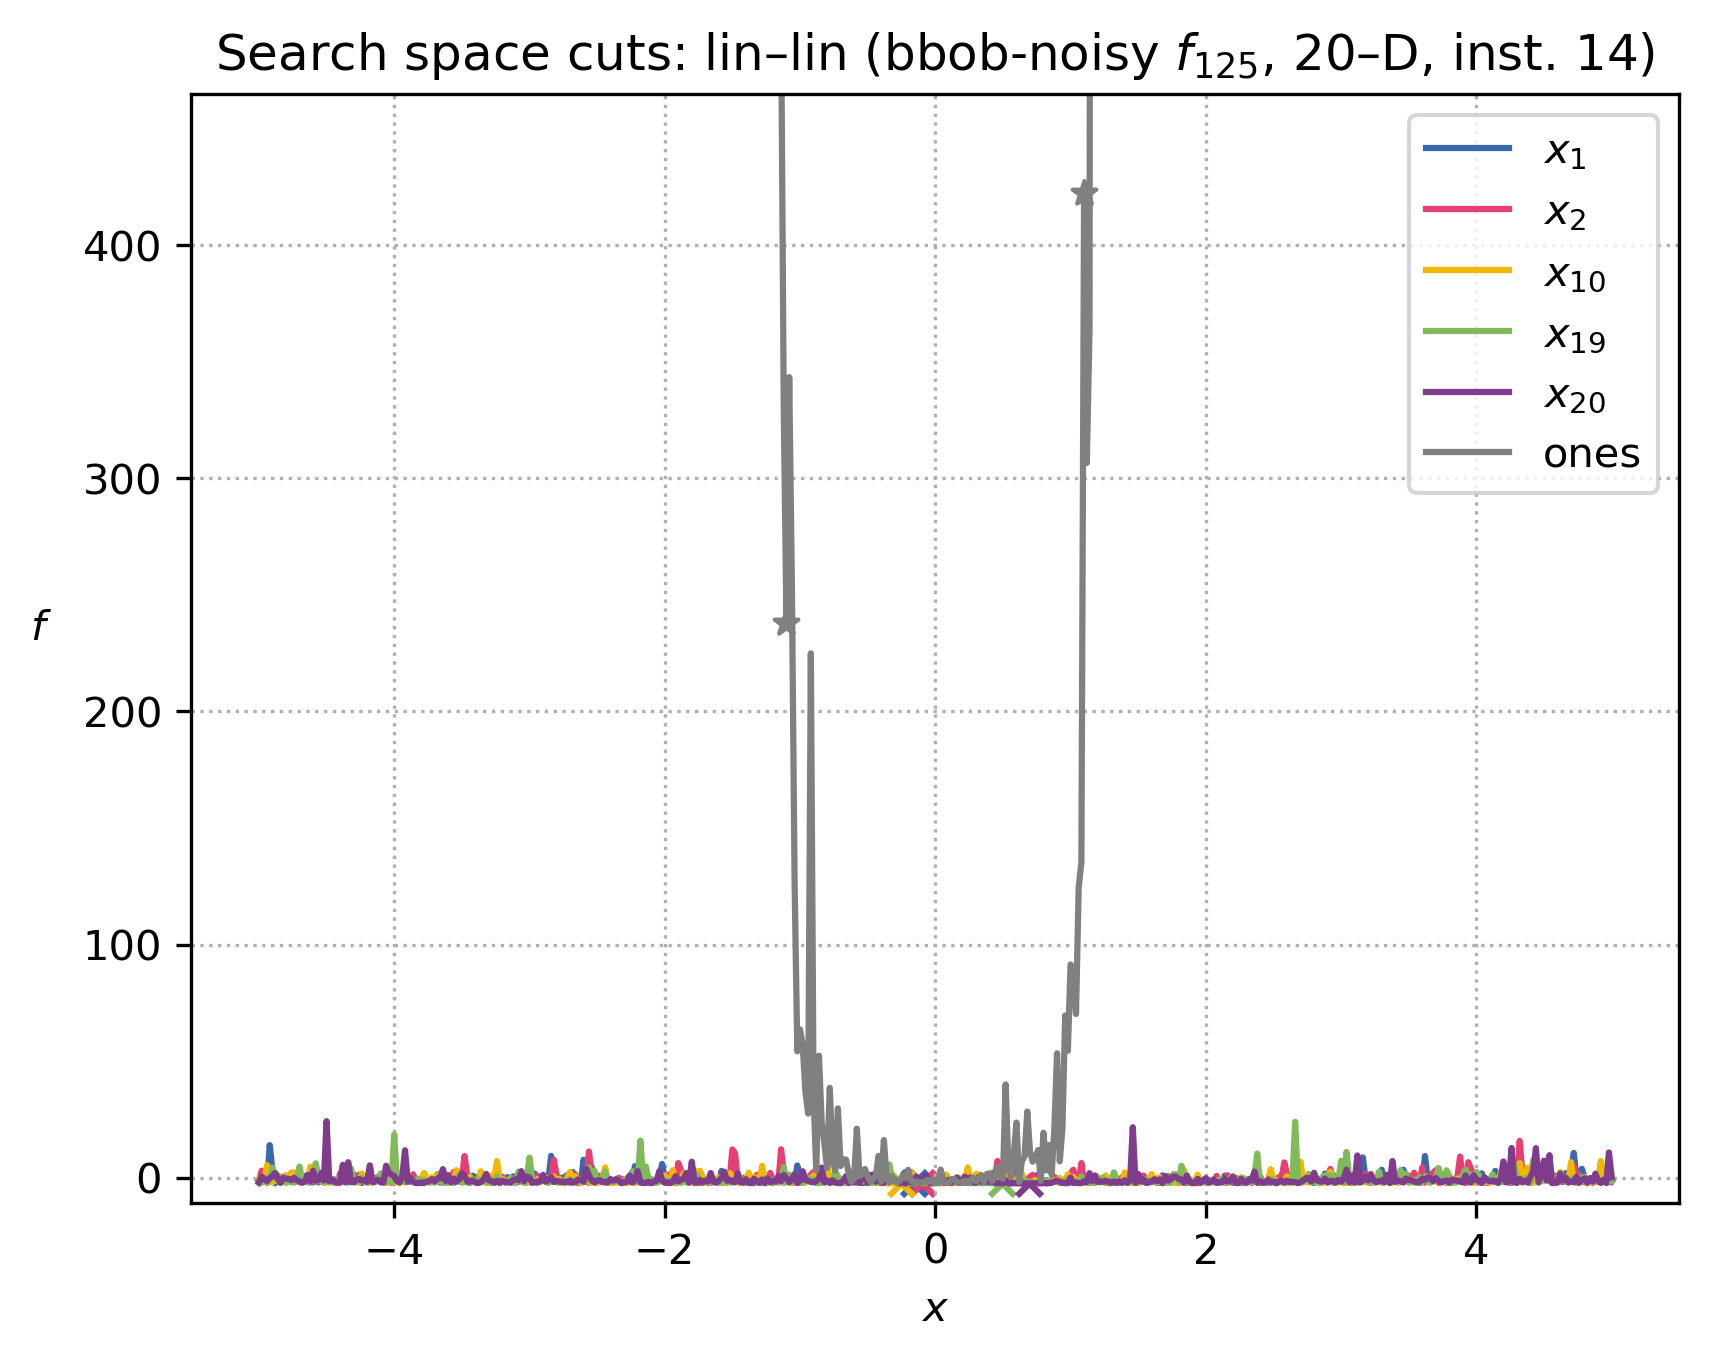 Search space cuts: lin–lin (bbob-noisy f₁₂₅, 20–D, inst. 14)
x₁
x₂
x₁₀
x₁₉
x₂₀
ones
400
300
200
100
0
f
−4 −2 0 2 4
x